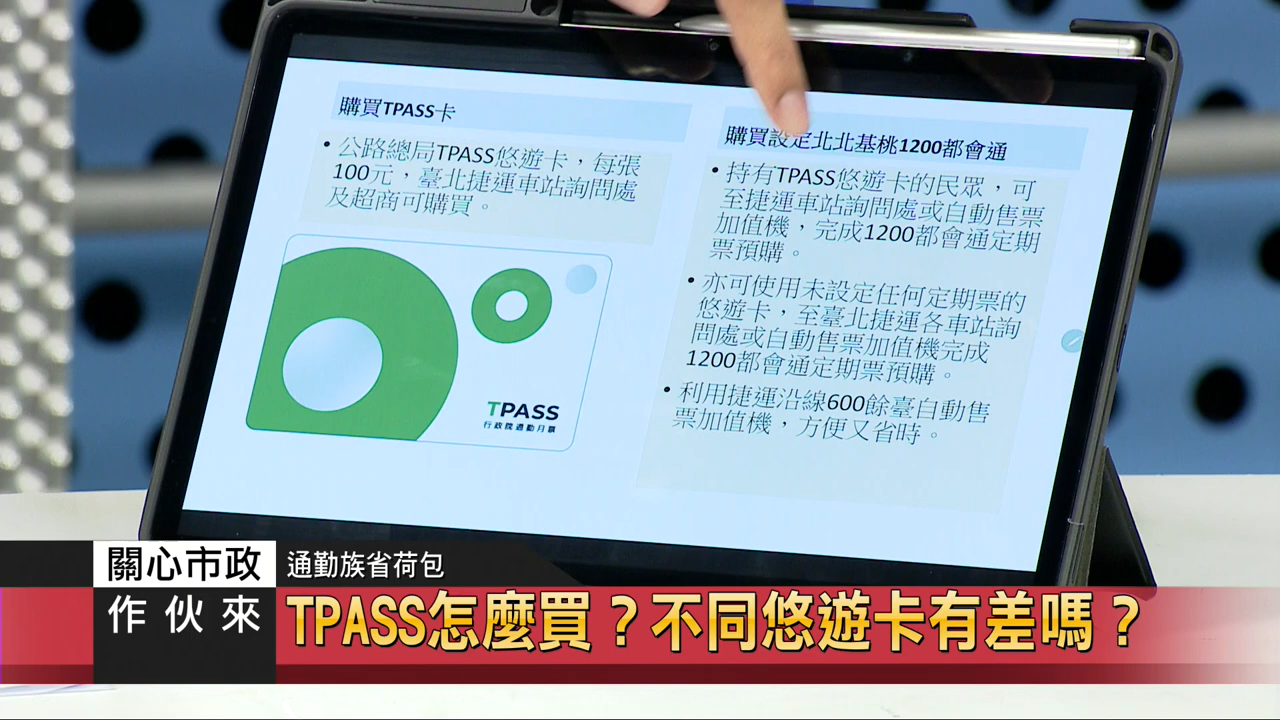 購買TPASS卡
• 公路總局TPASS悠遊卡，每張
100元，臺北捷運車站詢問處
及超商可購買。
TPASS
行政院通勤月票
購買設定北北基桃1200都會通
• 持有TPASS悠遊卡的民眾，可
至捷運車站詢問處或自動售票
加值機，完成1200都會通定期
票預購。
• 亦可使用未設定任何定期票的
悠遊卡，至臺北捷運各車站詢
問處或自動售票加值機完成
1200都會通定期票預購。
• 利用捷運沿線600餘臺自動售
票加值機，方便又省時。
關心市政
作伙來
通勤族省荷包
TPASS怎麼買？不同悠遊卡有差嗎？